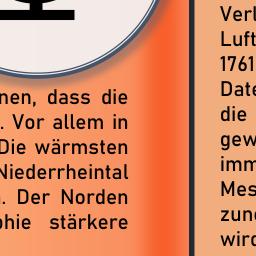 nen, dass die
. Vor allem in
Die wärmsten
Niederrheintal
. Der Norden
phie stärkere
Verl
Luft
1761
Date
die
gew
imm
Mes
zun
wird